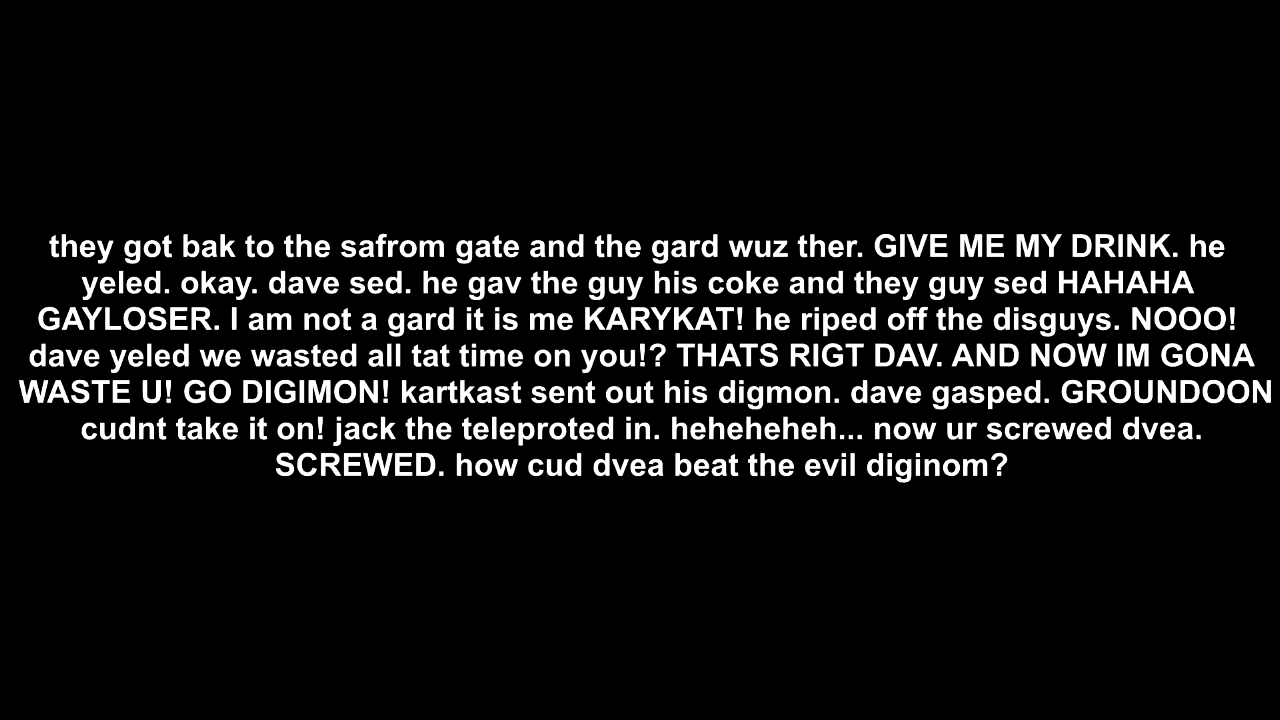 they got bak to the safrom gate and the gard wuz ther. GIVE ME MY DRINK. he
yeled. okay. dave sed. he gav the guy his coke and they guy sed HAHAHA
GAYLOSER. I am not a gard it is me KARYKAT! he riped off the disguys. NOOO!
dave yeled we wasted all tat time on you!? THATS RIGT DAV. AND NOW IM GONA
WASTE U! GO DIGIMON! kartkast sent out his digmon. dave gasped. GROUNDOON
cudnt take it on! jack the teleproted in. heheheheh... now ur screwed dvea.
SCREWED. how cud dvea beat the evil diginom?